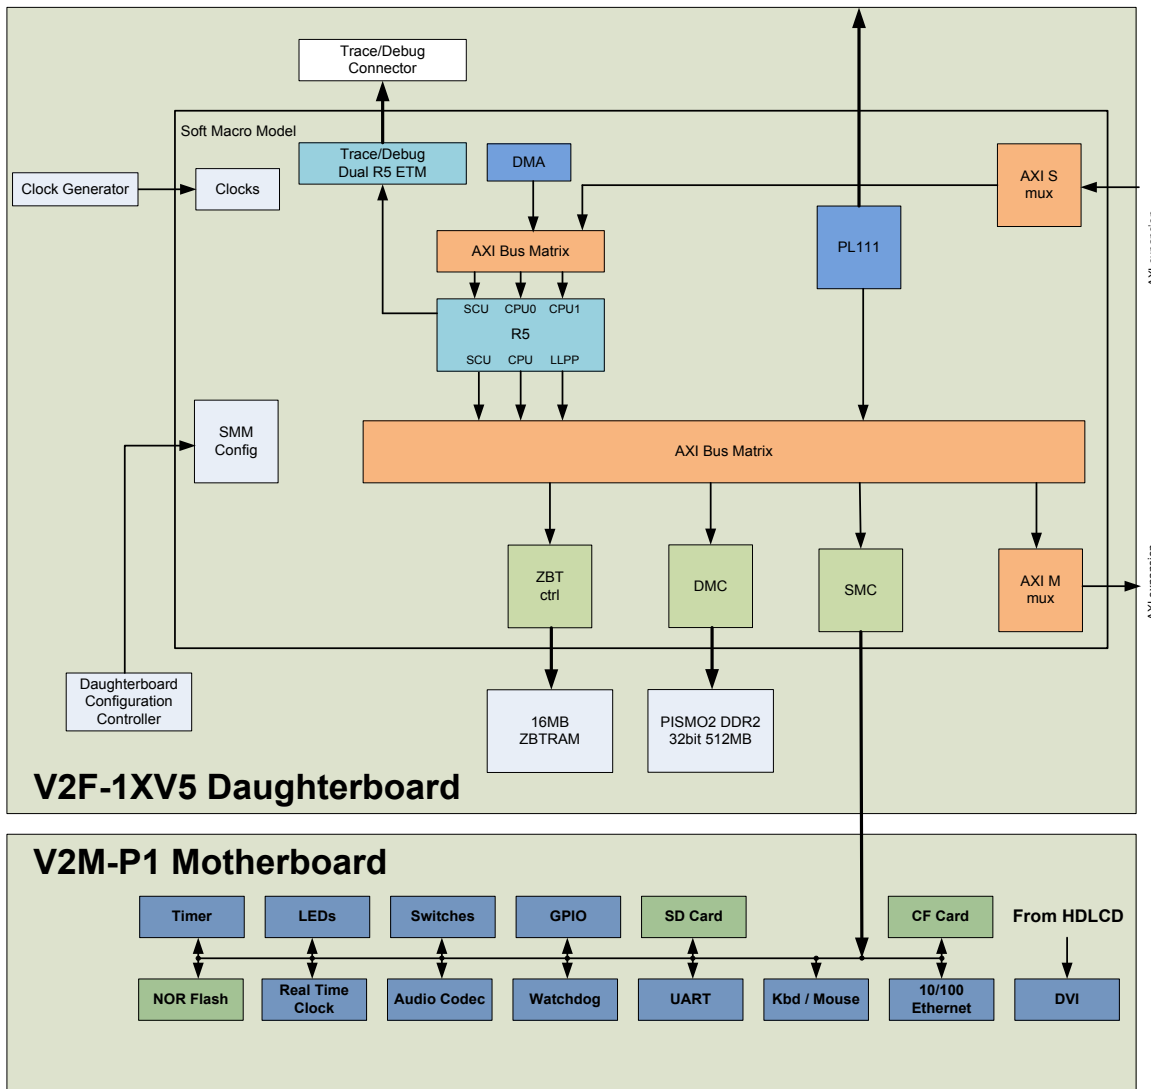 Trace/Debug
Connector
Soft Macro Model
Trace/Debug
Dual R5 ETM
DMA
AXI S
mux
Clock Generator
Clocks
AXI Bus Matrix
PL111
AXI expansion
SCU CPU0 CPU1
R5
SCU CPU LLPP
SMM
Config
AXI Bus Matrix
ZBT
ctrl
DMC
SMC
AXI M
mux
AXI expansion
Daughterboard
Configuration
Controller
16MB
ZBTRAM
PISMO2 DDR2
32bit 512MB
V2F-1XV5 Daughterboard
V2M-P1 Motherboard
Timer
LEDs
Switches
GPIO
SD Card
CF Card
From HDLCD
NOR Flash
Real Time
Clock
Audio Codec
Watchdog
UART
Kbd / Mouse
10/100
Ethernet
DVI